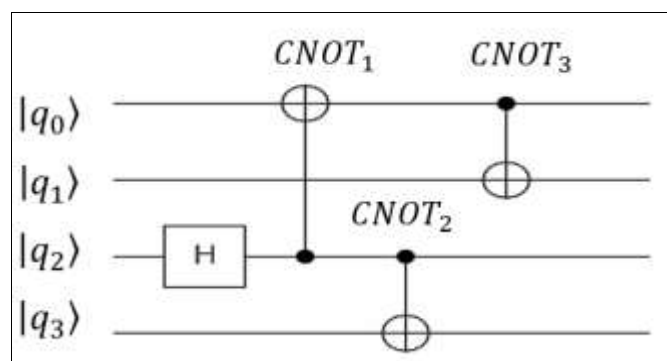 CNOT₁ CNOT₃
|q₀⟩
|q₁⟩
CNOT₂
|q₂⟩ H
|q₃⟩